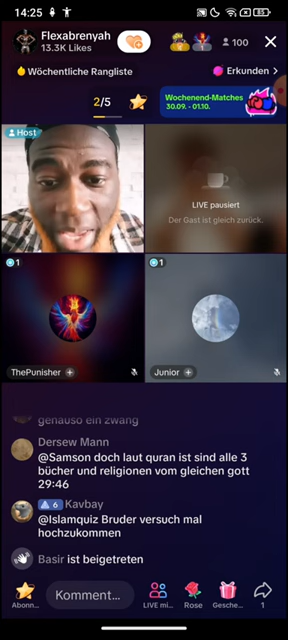 14:25
Flexabrenyah
13.3K Likes
100
Wöchentliche Rangliste
Erkunden >
2/5
Wochenend-Matches
30.09. - 01.10.
Host
LIVE pausiert
Der Gast ist gleich zurück.
1
1
ThePunisher +
Junior +
genauso ein zwang
Dersew Mann
@Samson doch laut quran ist sind alle 3
bücher und religionen vom gleichen gott
29:46
6 Kavbay
@Islamquiz Bruder versuch mal
hochzukommen
Basir ist beigetreten
Kommentar...
Abonn...
LIVE mi...
Rose
Gesche...
1